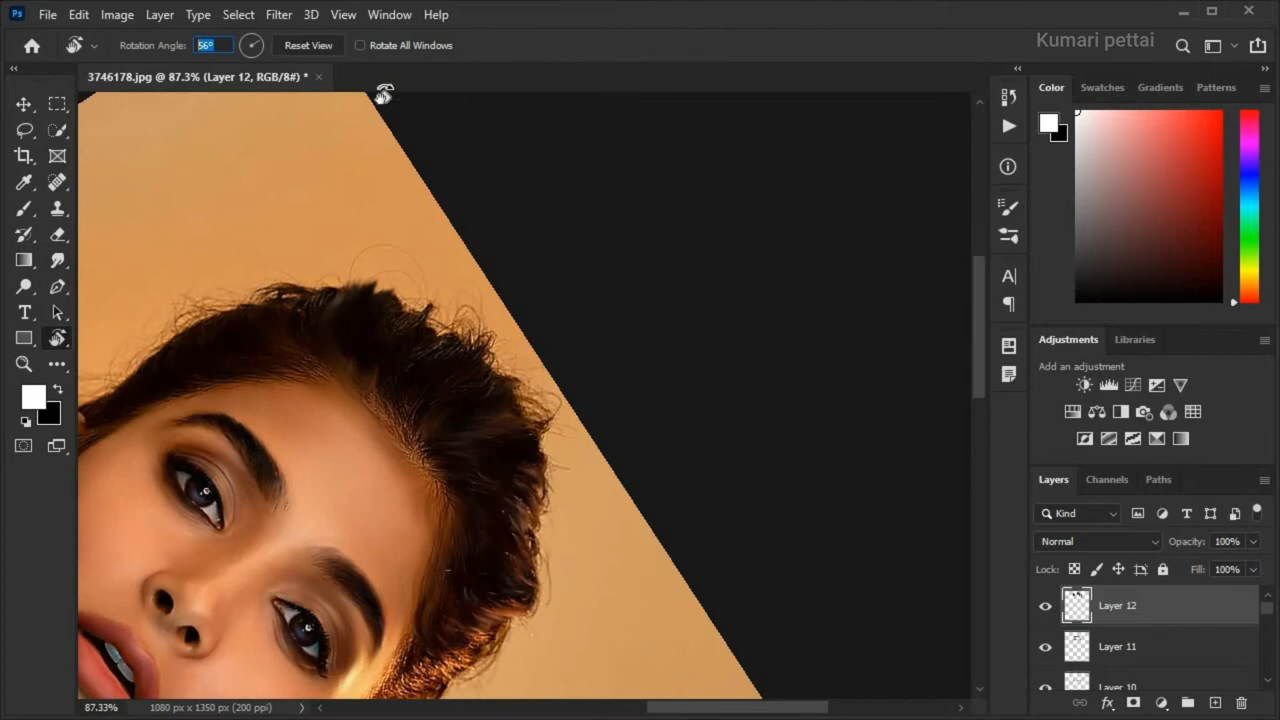 Ps File Edit Image Layer Type Select Filter 3D View Window Help
Rotation Angle: 56° Reset View Rotate All Windows
Kumari pettai
3746178.jpg @ 87.3% (Layer 12, RGB/8#) * ×
Color Swatches Gradients Patterns
Adjustments Libraries
Add an adjustment
Layers Channels Paths
Kind
Normal Opacity: 100%
Lock: Fill: 100%
Layer 12
Layer 11
Layer 10
87.33% 1080 px x 1350 px (200 ppi)